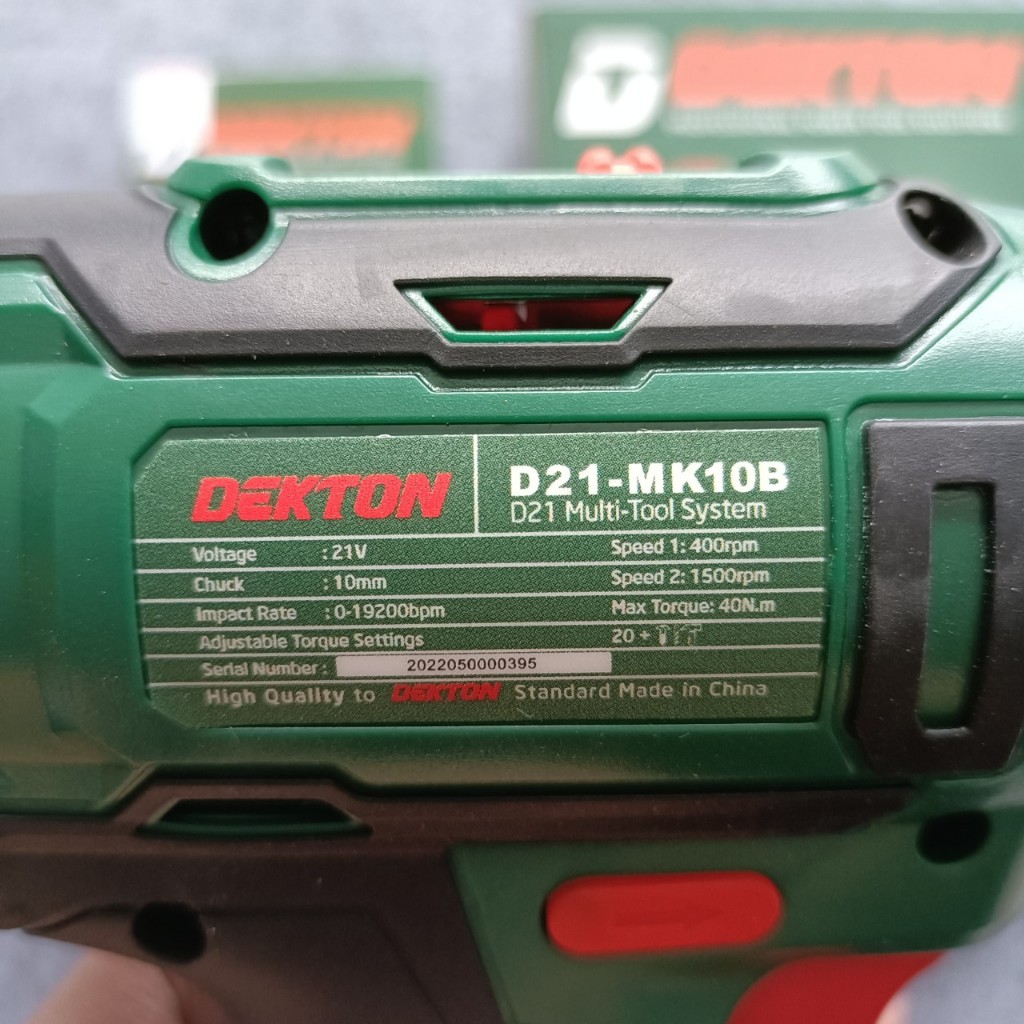 DEKTON
DEKTON
D21-MK10B
D21 Multi-Tool System
Voltage : 21V
Speed 1: 400rpm
Chuck : 10mm
Speed 2: 1500rpm
Impact Rate : 0-19200bpm
Max Torque: 40N.m
Adjustable Torque Settings
20 +
Serial Number : 2022050000395
High Quality to DEKTON Standard Made in China